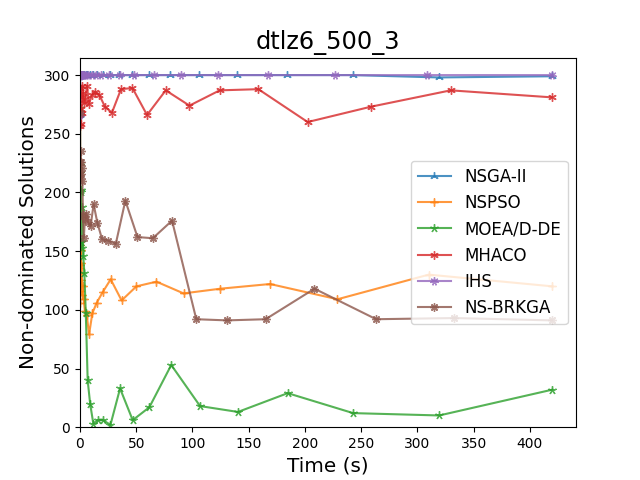 dtlz6_500_3
Non-dominated Solutions
300
250
200
150
100
50
0
NSGA-II
NSPSO
MOEA/D-DE
MHACO
IHS
NS-BRKGA
0 50 100 150 200 250 300 350 400
Time (s)